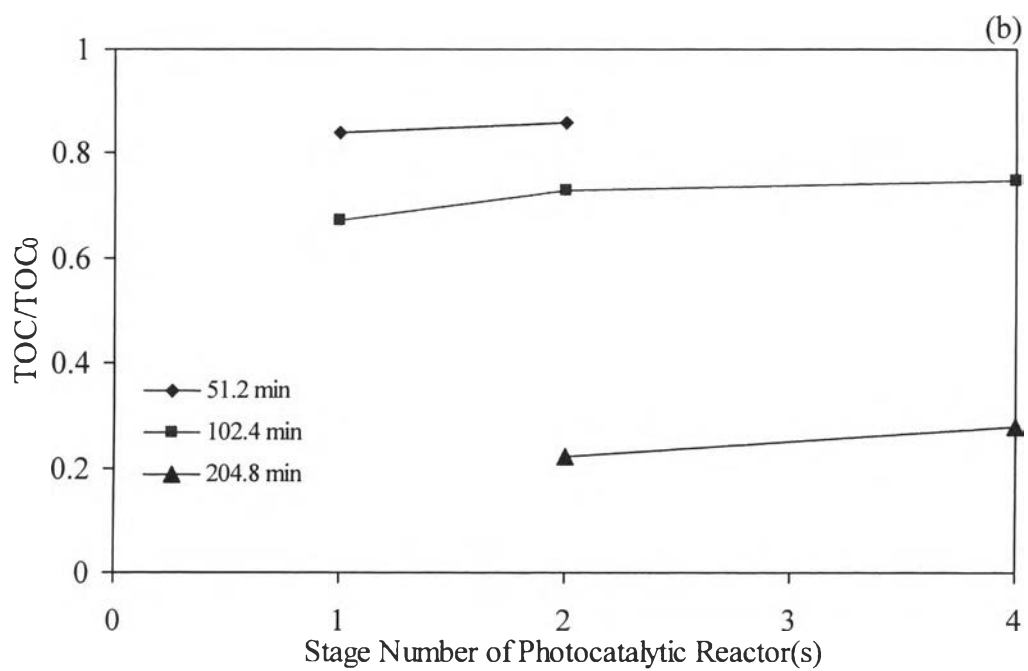 (b)
1
0.8
0.6
0.4
0.2
0
TOC/TOC0
51.2 min
102.4 min
204.8 min
0 1 2 3 4
Stage Number of Photocatalytic Reactor(s)